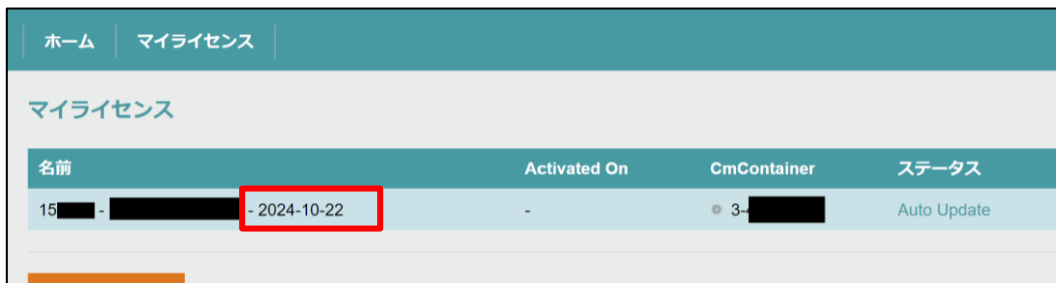 ホーム マイライセンス
マイライセンス
名前 Activated On CmContainer ステータス
15 - - 2024-10-22 - 3- Auto Update